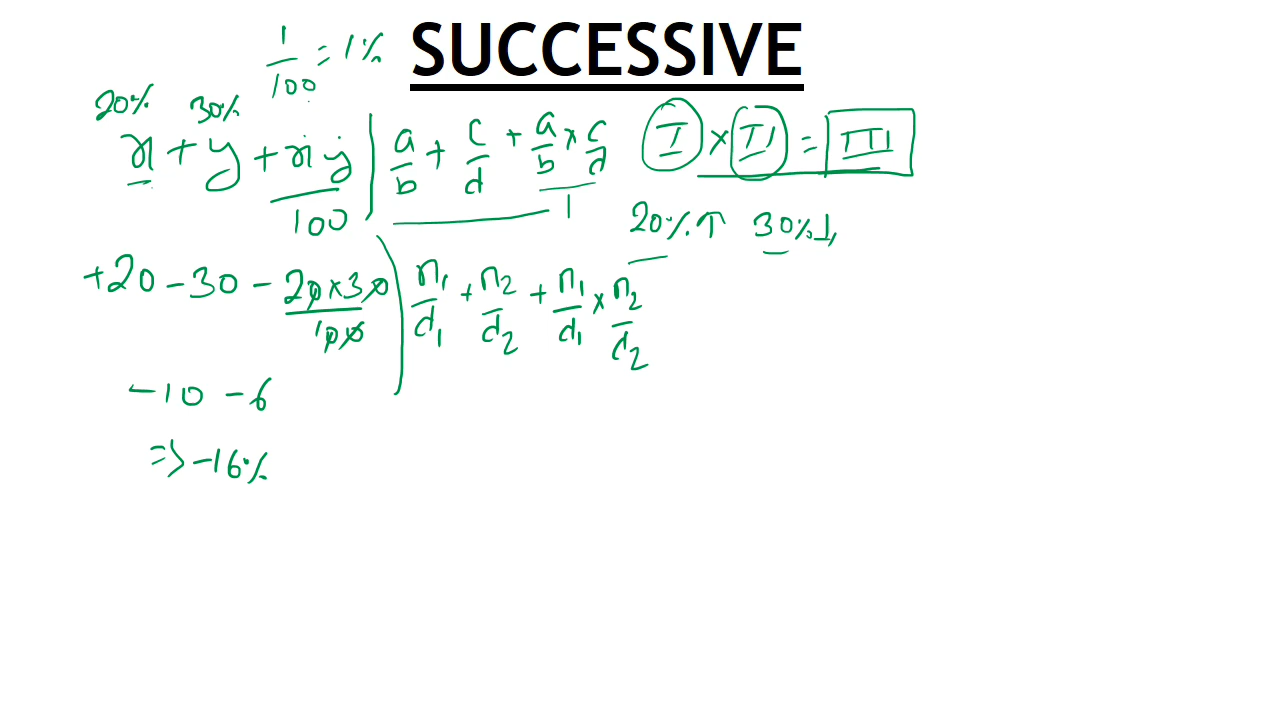 SUCCESSIVE
1/100 = 1%
20% 30%
x + y + xy/100
a/b + c/d + a/b × c/d
1
I × II = III
20% ↑ 30% ↓
+20 - 30 - 20×30/100
n1/d1 + n2/d2 + n1/d1 × n2/d2
-10 - 6
=> -16%